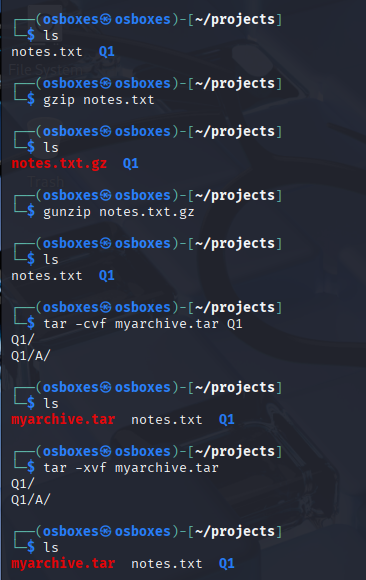 ┌──(osboxes㉿osboxes)-[~/projects]
└─$ ls
notes.txt  Q1
File System
┌──(osboxes㉿osboxes)-[~/projects]
└─$ gzip notes.txt
┌──(osboxes㉿osboxes)-[~/projects]
└─$ ls
notes.txt.gz  Q1
Trash
┌──(osboxes㉿osboxes)-[~/projects]
└─$ gunzip notes.txt.gz
┌──(osboxes㉿osboxes)-[~/projects]
└─$ ls
notes.txt  Q1
┌──(osboxes㉿osboxes)-[~/projects]
└─$ tar -cvf myarchive.tar Q1
Q1/
Q1/A/
┌──(osboxes㉿osboxes)-[~/projects]
└─$ ls
myarchive.tar  notes.txt  Q1
┌──(osboxes㉿osboxes)-[~/projects]
└─$ tar -xvf myarchive.tar
Q1/
Q1/A/
┌──(osboxes㉿osboxes)-[~/projects]
└─$ ls
myarchive.tar  notes.txt  Q1